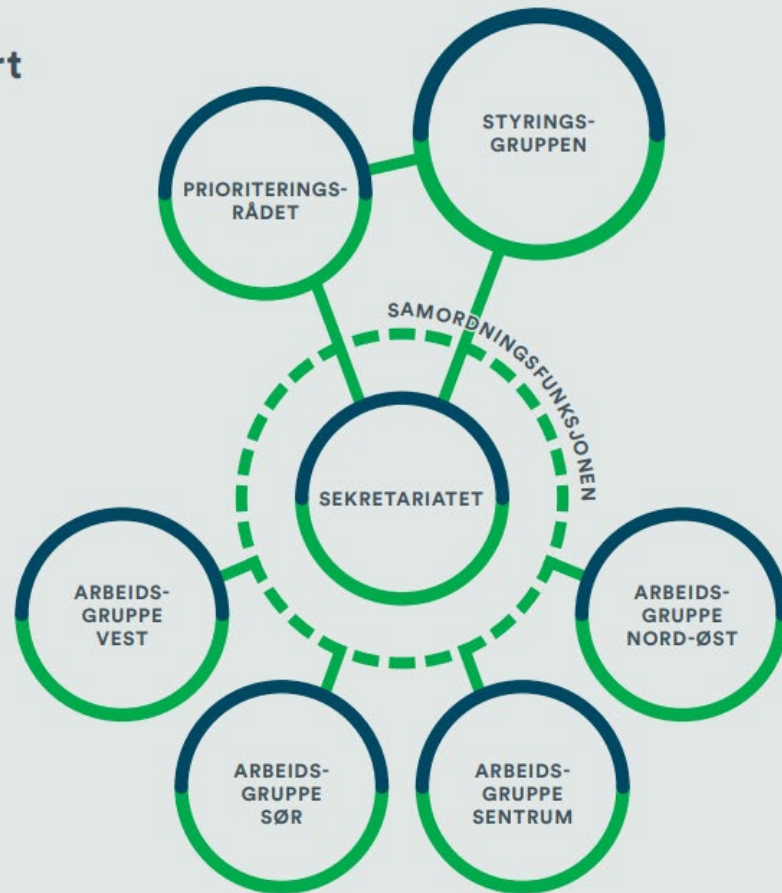 rt
STYRINGS-
GRUPPEN
PRIORITERINGS-
RÅDET
SAMORDNINGSFUNKSJONEN
SEKRETARIATET
ARBEIDS-
GRUPPE
VEST
ARBEIDS-
GRUPPE
NORD-ØST
ARBEIDS-
GRUPPE
SØR
ARBEIDS-
GRUPPE
SENTRUM